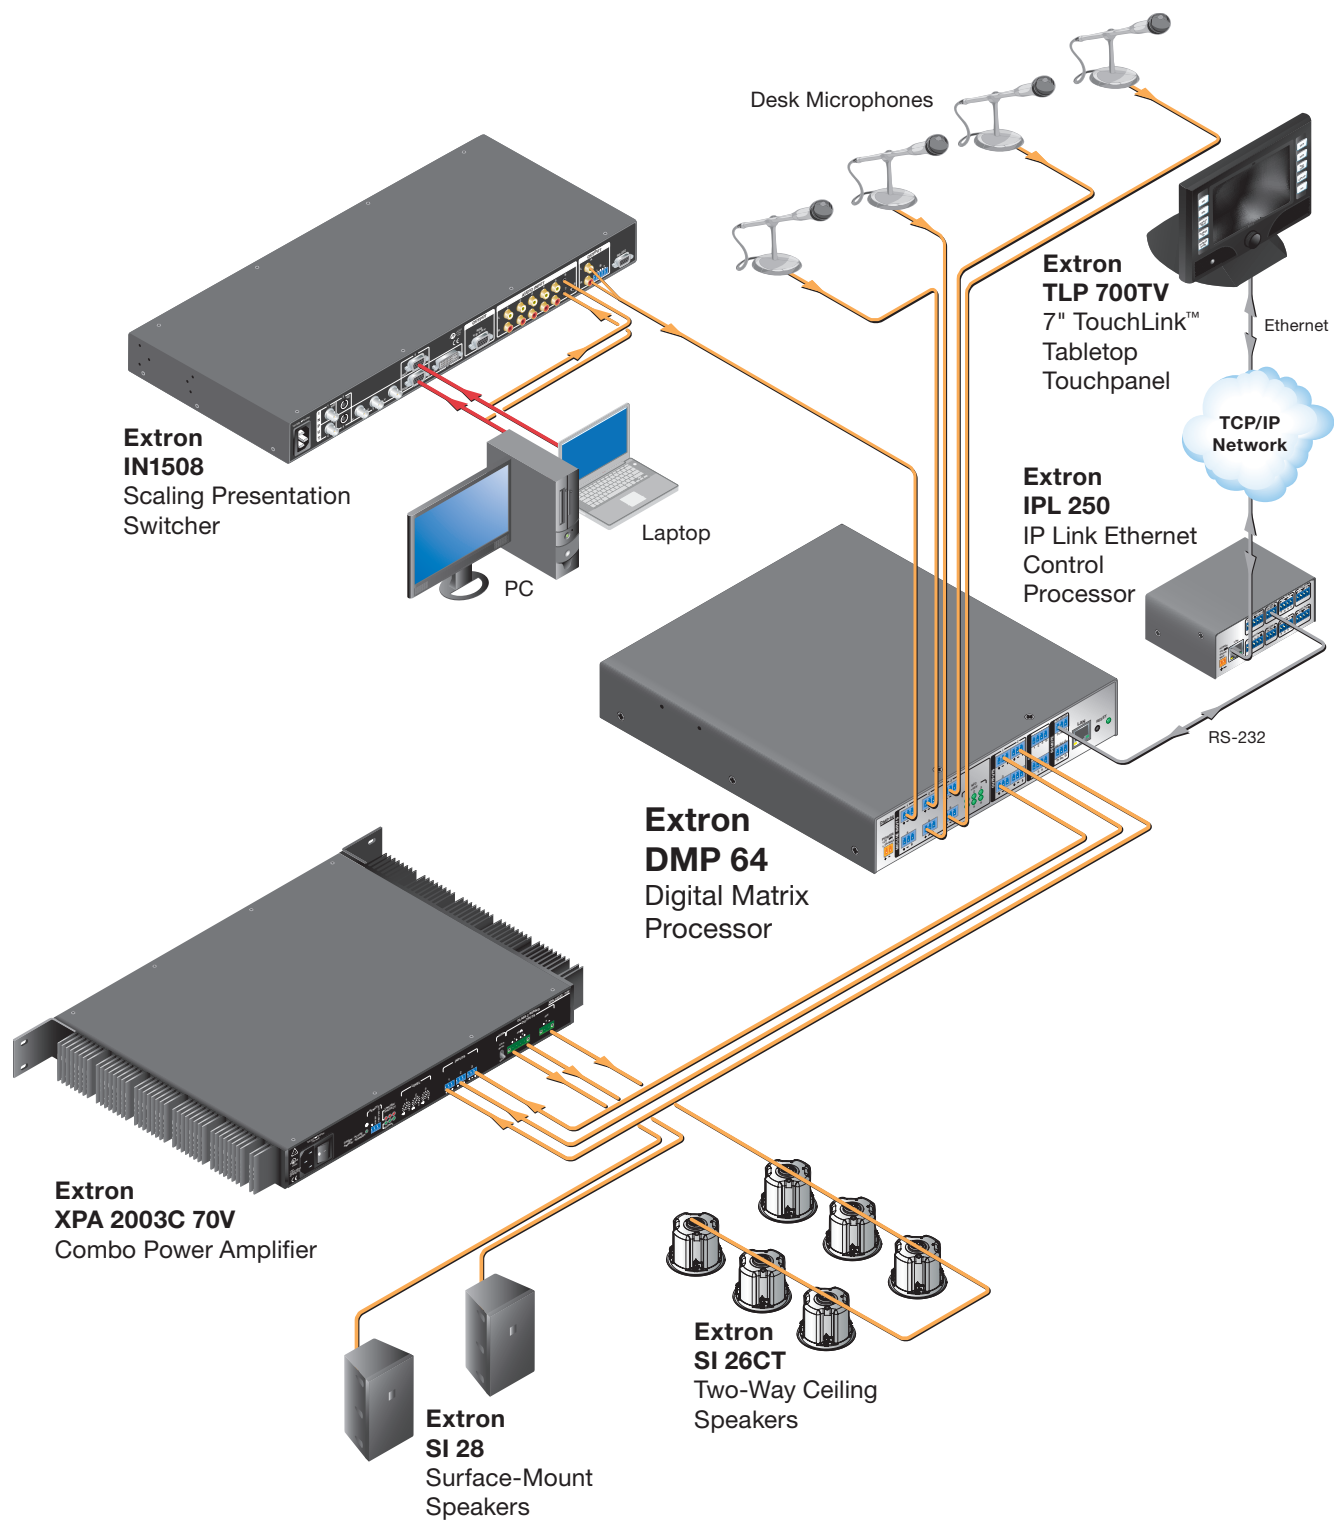 Desk Microphones
Extron
TLP 700TV
7" TouchLink™
Tabletop
Touchpanel
Ethernet
TCP/IP
Network
Extron
IN1508
Scaling Presentation
Switcher
Laptop
PC
Extron
IPL 250
IP Link Ethernet
Control
Processor
RS-232
Extron
DMP 64
Digital Matrix
Processor
Extron
XPA 2003C 70V
Combo Power Amplifier
Extron
SI 26CT
Two-Way Ceiling
Speakers
Extron
SI 28
Surface-Mount
Speakers